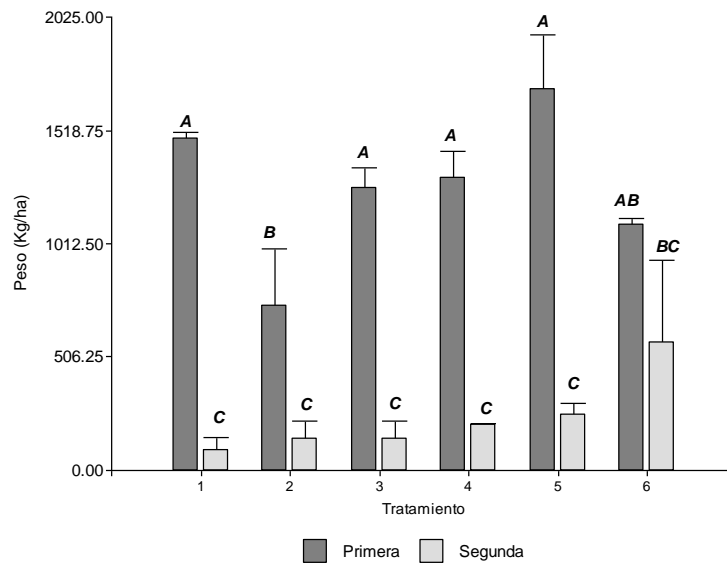 2025.00
A
A
1518.75
A
A
AB
Peso (Kg/ha)
1012.50
B
BC
506.25
C
C
C
C
C
0.00
1 2 3 4 5 6
Tratamiento
Primera Segunda